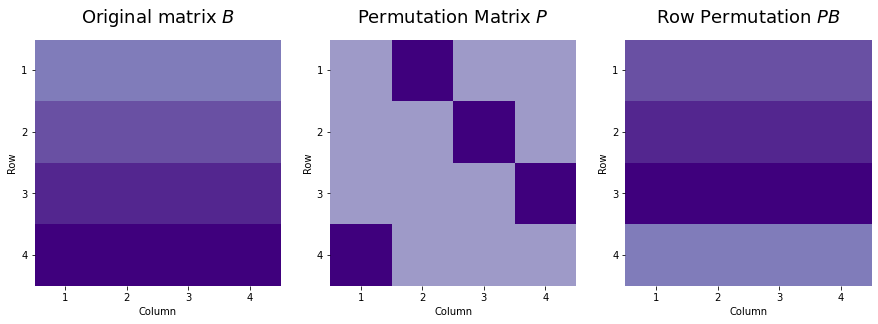 Original matrix B
Row
1
2
3
4
1 2 3 4
Column
Permutation Matrix P
Row
1
2
3
4
1 2 3 4
Column
Row Permutation PB
Row
1
2
3
4
1 2 3 4
Column